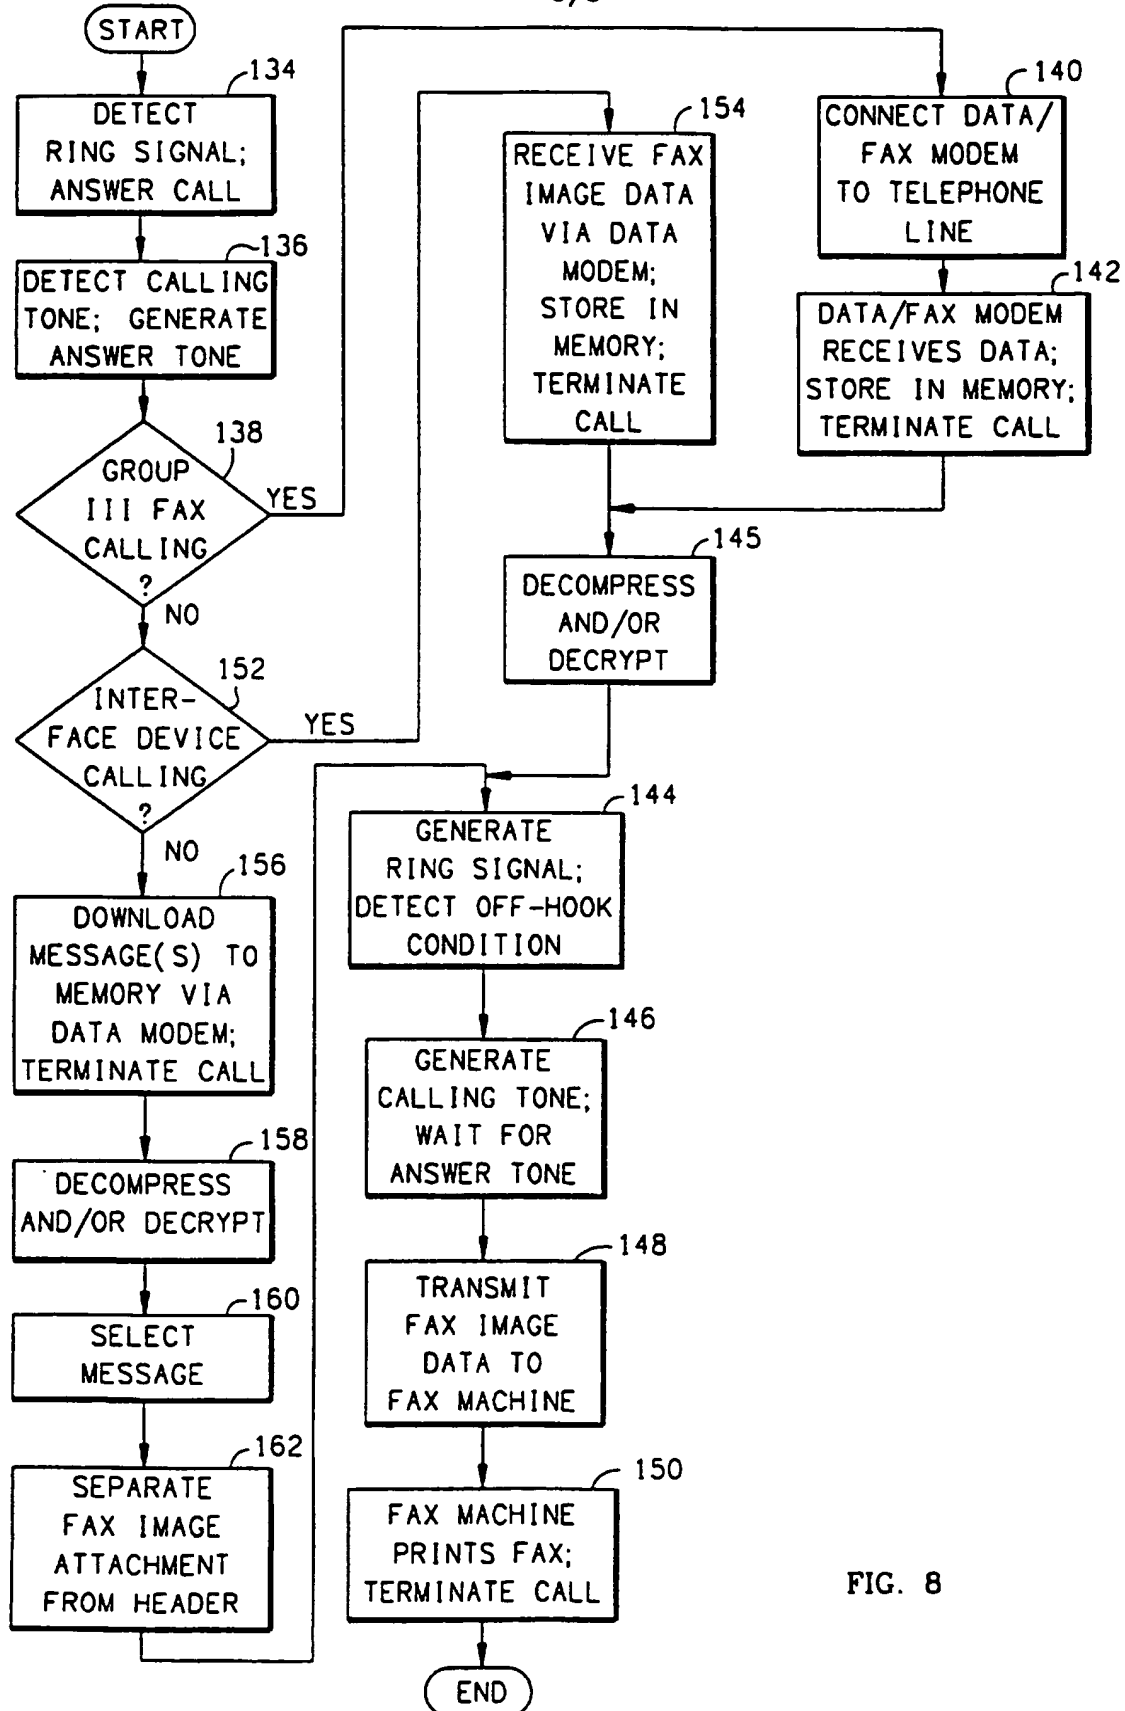 START
134
DETECT
RING SIGNAL;
ANSWER CALL
136
DETECT CALLING
TONE; GENERATE
ANSWER TONE
138
GROUP
III FAX
CALLING
?
YES
NO
152
INTER-
FACE DEVICE
CALLING
?
YES
NO
156
DOWNLOAD
MESSAGE(S) TO
MEMORY VIA
DATA MODEM;
TERMINATE CALL
158
DECOMPRESS
AND/OR DECRYPT
160
SELECT
MESSAGE
162
SEPARATE
FAX IMAGE
ATTACHMENT
FROM HEADER
154
RECEIVE FAX
IMAGE DATA
VIA DATA
MODEM;
STORE IN
MEMORY;
TERMINATE
CALL
140
CONNECT DATA/
FAX MODEM
TO TELEPHONE
LINE
142
DATA/FAX MODEM
RECEIVES DATA;
STORE IN MEMORY;
TERMINATE CALL
145
DECOMPRESS
AND/OR
DECRYPT
144
GENERATE
RING SIGNAL;
DETECT OFF-HOOK
CONDITION
146
GENERATE
CALLING TONE;
WAIT FOR
ANSWER TONE
148
TRANSMIT
FAX IMAGE
DATA TO
FAX MACHINE
150
FAX MACHINE
PRINTS FAX;
TERMINATE CALL
END
FIG. 8